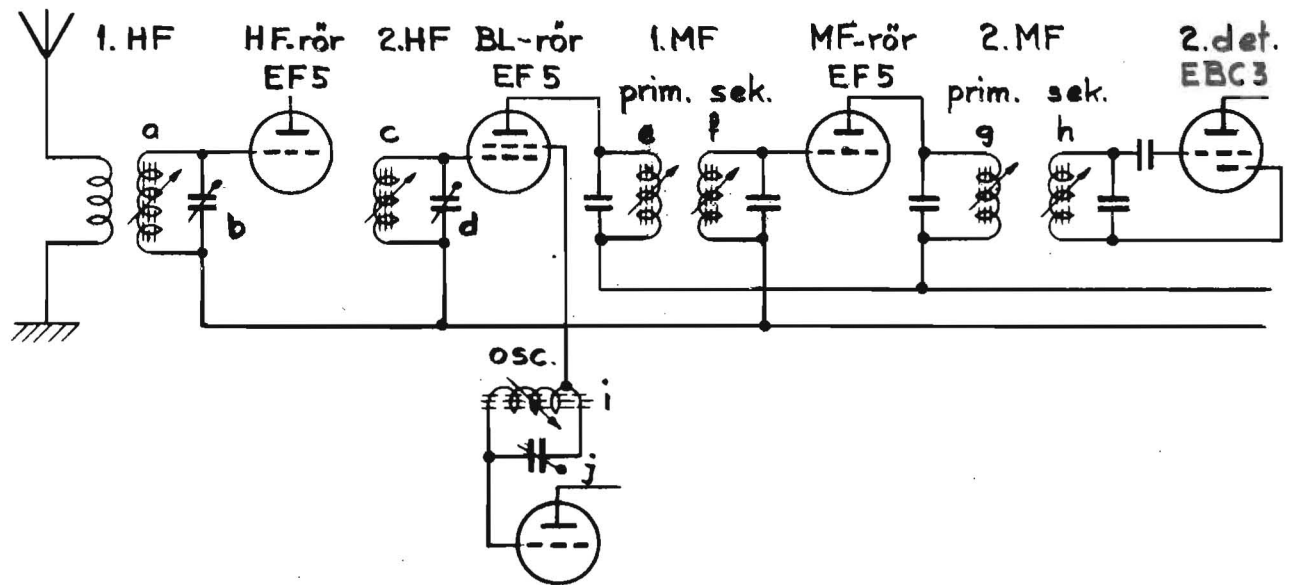 1. HF
HF-rör
EF5
2.HF
BL-rör
EF5
1.MF
prim. sek.
MF-rör
EF5
2.MF
prim. sek.
2.det.
EBC3
a
b
c
d
e
f
g
h
osc.
i
j